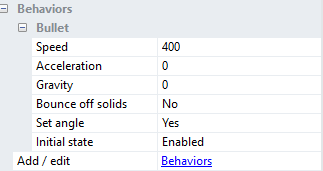 Behaviors
Bullet
Speed 400
Acceleration 0
Gravity 0
Bounce off solids No
Set angle Yes
Initial state Enabled
Add / edit Behaviors